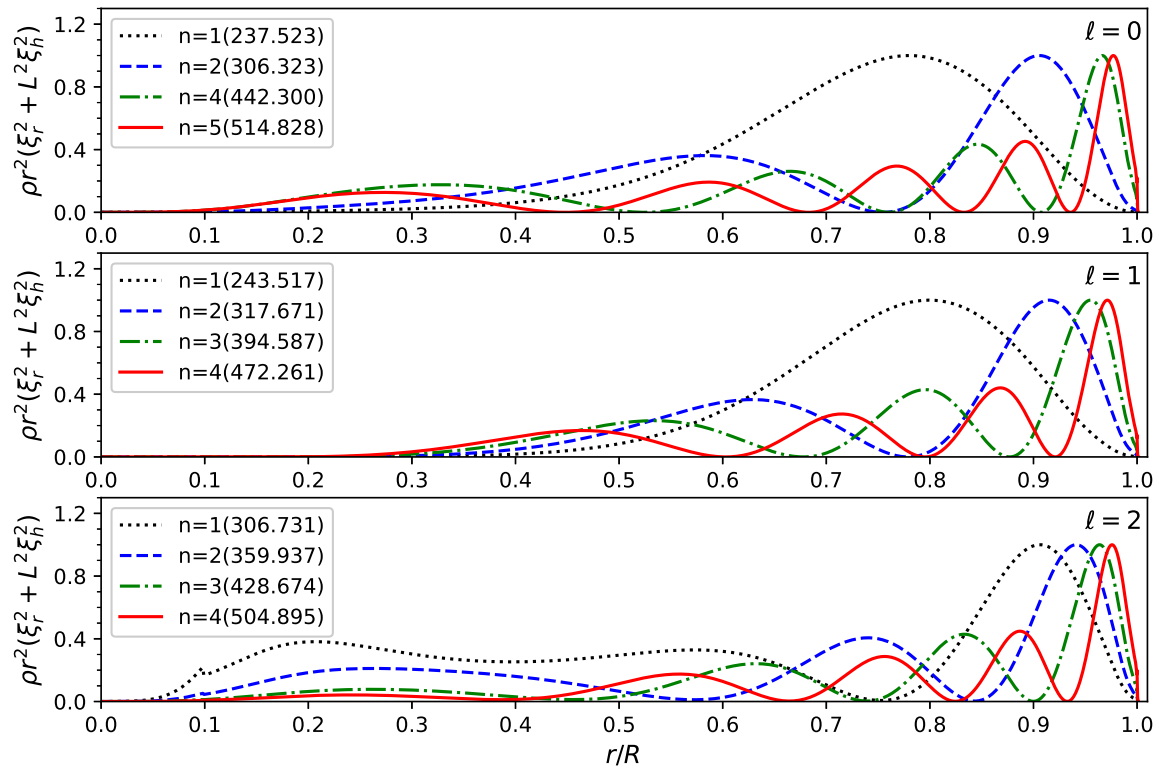 ρr²(ξ_r² + L²ξ_h²)
1.2
0.8
0.4
0.0
n=1(237.523)
n=2(306.323)
n=4(442.300)
n=5(514.828)
ℓ = 0
0.0 0.1 0.2 0.3 0.4 0.5 0.6 0.7 0.8 0.9 1.0
ρr²(ξ_r² + L²ξ_h²)
1.2
0.8
0.4
0.0
n=1(243.517)
n=2(317.671)
n=3(394.587)
n=4(472.261)
ℓ = 1
0.0 0.1 0.2 0.3 0.4 0.5 0.6 0.7 0.8 0.9 1.0
ρr²(ξ_r² + L²ξ_h²)
1.2
0.8
0.4
0.0
n=1(306.731)
n=2(359.937)
n=3(428.674)
n=4(504.895)
ℓ = 2
0.0 0.1 0.2 0.3 0.4 0.5 0.6 0.7 0.8 0.9 1.0
r/R